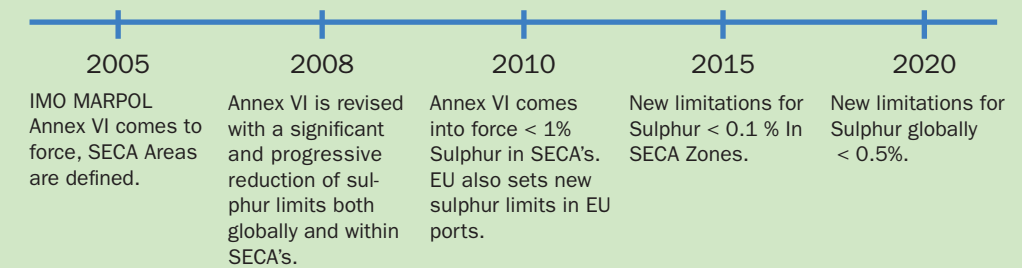 2005
IMO MARPOL
Annex VI comes to
force, SECA Areas
are defined.
2008
Annex VI is revised
with a significant
and progressive
reduction of sul-
phur limits both
globally and within
SECA's.
2010
Annex VI comes
into force < 1%
Sulphur in SECA's.
EU also sets new
sulphur limits in EU
ports.
2015
New limitations for
Sulphur < 0.1 % In
SECA Zones.
2020
New limitations for
Sulphur globally
< 0.5%.